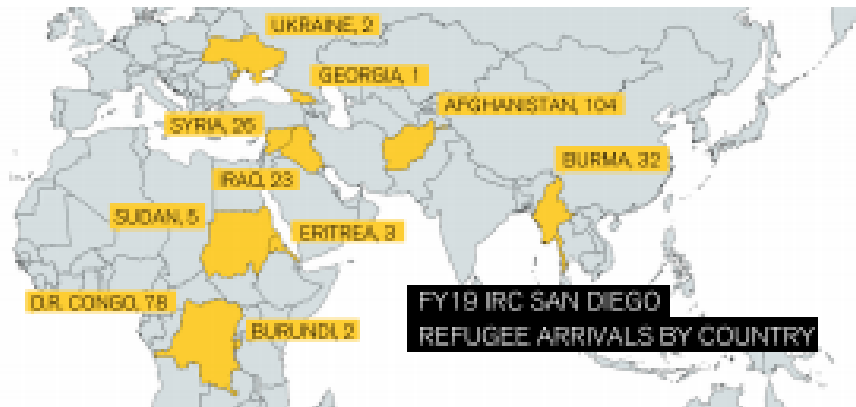 UKRAINE, 2
GEORGIA, 1
AFGHANISTAN, 104
SYRIA, 26
BURMA, 32
IRAQ, 23
SUDAN, 5
ERITREA, 3
D.R. CONGO, 78
BURUNDI, 2
FY19 IRC SAN DIEGO
REFUGEE ARRIVALS BY COUNTRY